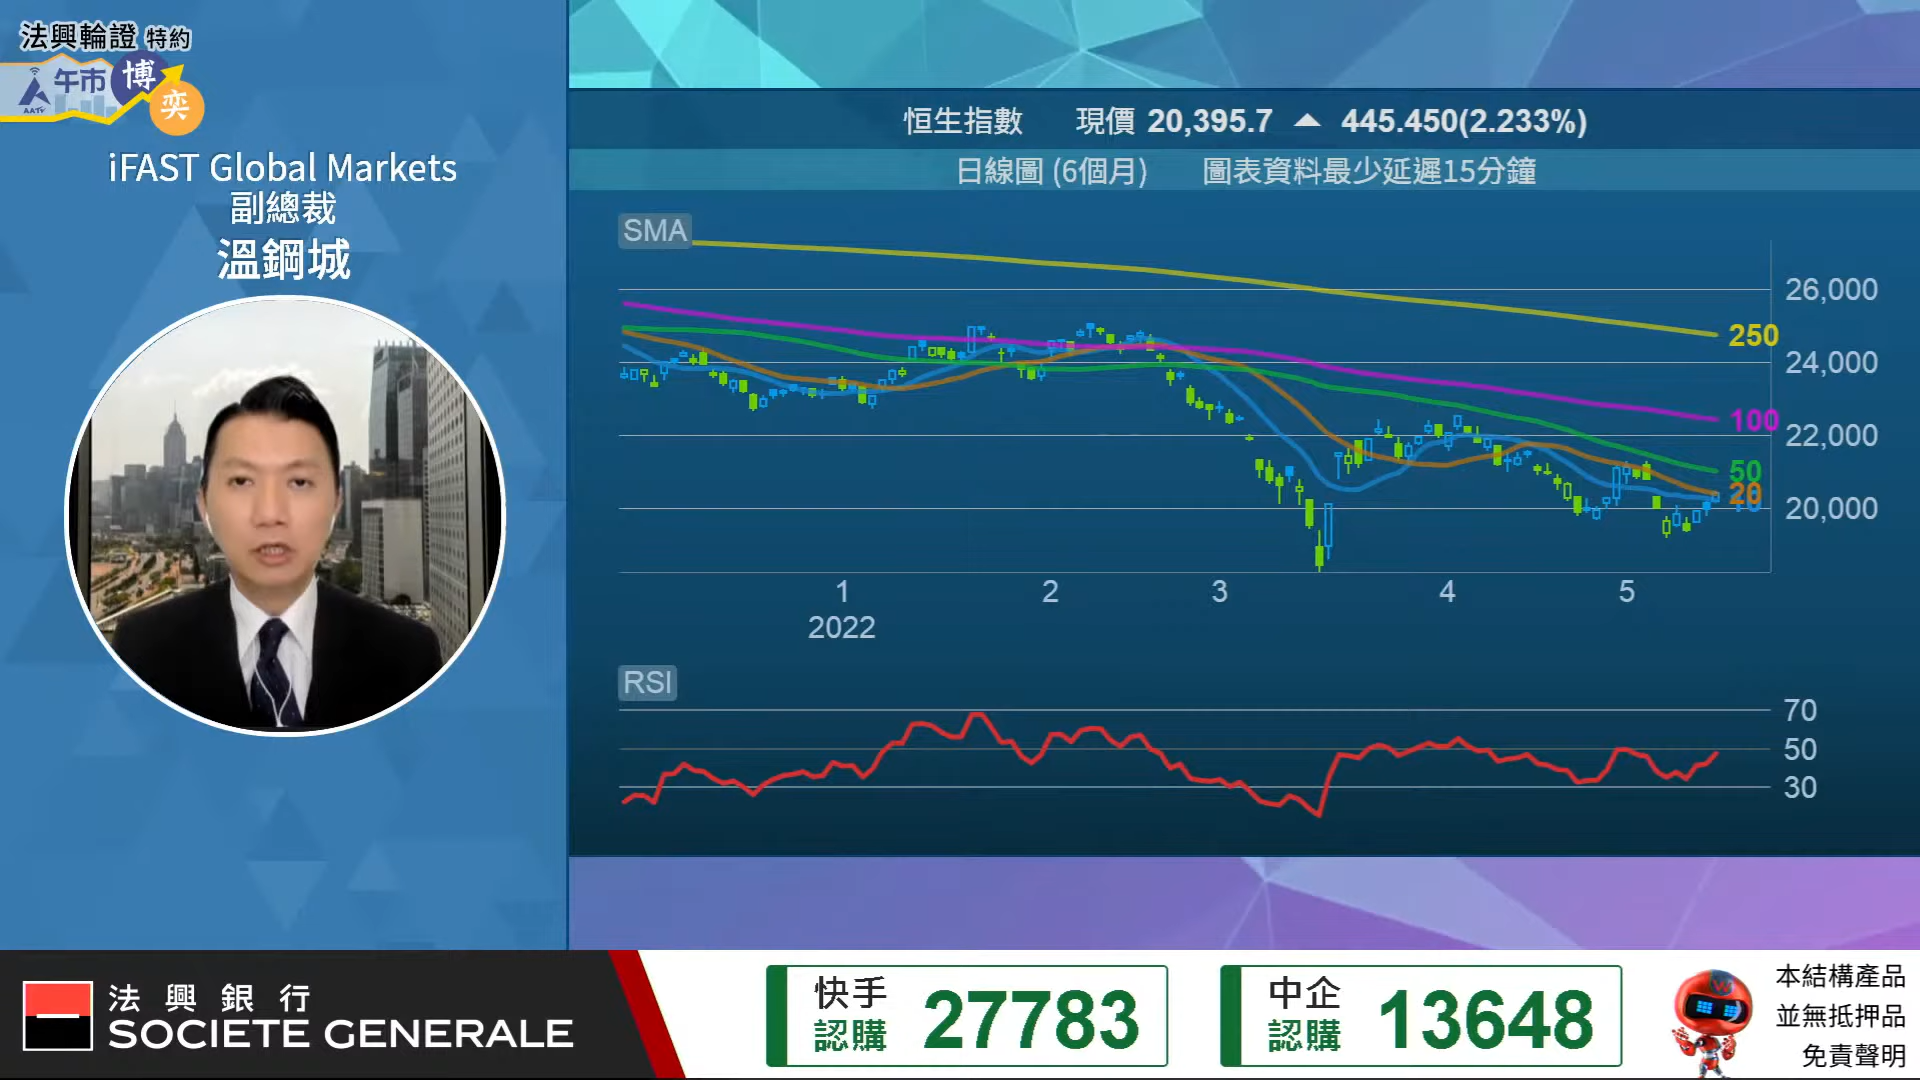 法興輪證 特約
午市 博
奕
AATV
iFAST Global Markets
副總裁
溫鋼城
恒生指數 現價 20,395.7 445.450(2.233%)
日線圖 (6個月) 圖表資料最少延遲15分鐘
SMA
26,000
250
24,000
100
22,000
50
20
10
20,000
1 2 3 4 5
2022
RSI
70
50
30
法興銀行
SOCIETE GENERALE
快手
認購
27783
中企
認購
13648
本結構產品
並無抵押品
免責聲明